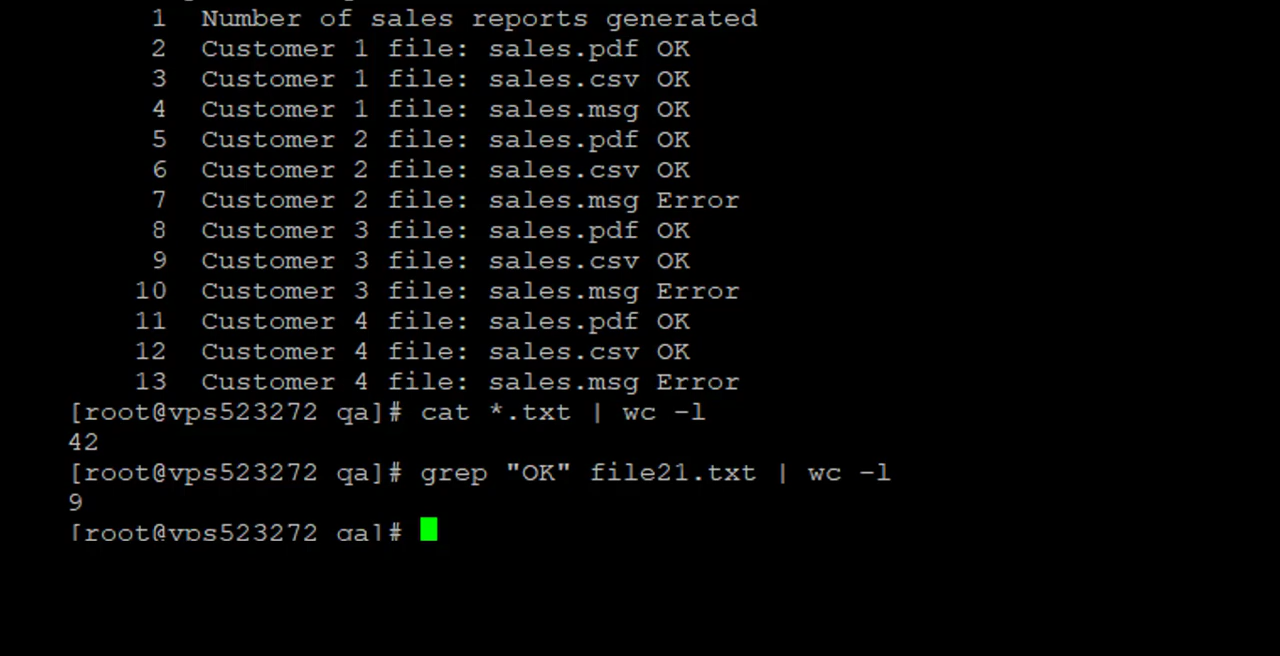 1 Number of sales reports generated
2 Customer 1 file: sales.pdf OK
3 Customer 1 file: sales.csv OK
4 Customer 1 file: sales.msg OK
5 Customer 2 file: sales.pdf OK
6 Customer 2 file: sales.csv OK
7 Customer 2 file: sales.msg Error
8 Customer 3 file: sales.pdf OK
9 Customer 3 file: sales.csv OK
10 Customer 3 file: sales.msg Error
11 Customer 4 file: sales.pdf OK
12 Customer 4 file: sales.csv OK
13 Customer 4 file: sales.msg Error
[root@vps523272 qa]# cat *.txt | wc -l
42
[root@vps523272 qa]# grep "OK" file21.txt | wc -l
9
[root@vps523272 qa]#